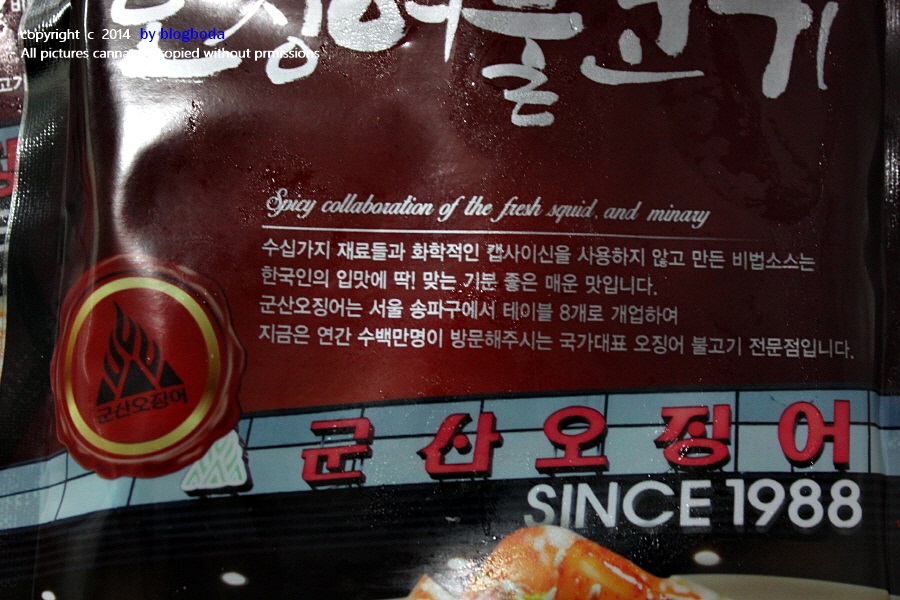 copyright c 2014 by blogboda
All pictures cannot copied without prmissions
오징어불고기
Spicy collaboration of the fresh squid, and minary
수십가지 재료들과 화학적인 캡사이신을 사용하지 않고 만든 비법소스는
한국인의 입맛에 딱! 맞는 기분 좋은 매운 맛입니다.
군산오징어는 서울 송파구에서 테이블 8개로 개업하여
지금은 연간 수백만명이 방문해주시는 국가대표 오징어 불고기 전문점입니다.
군산오징어
군산오징어
SINCE 1988